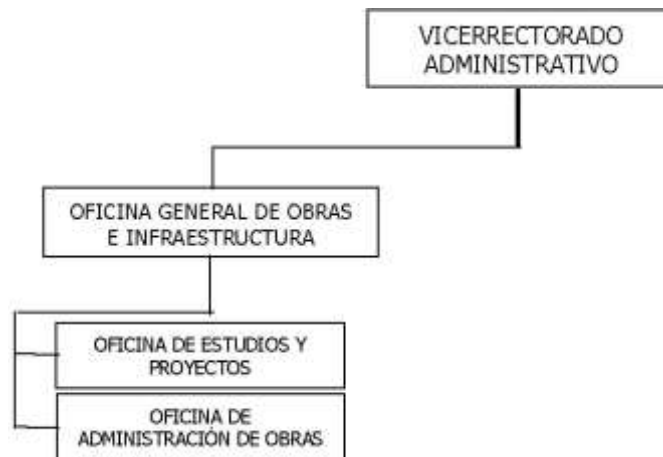 VICERRECTORADO
ADMINISTRATIVO
OFICINA GENERAL DE OBRAS
E INFRAESTRUCTURA
OFICINA DE ESTUDIOS Y
PROYECTOS
OFICINA DE
ADMINISTRACIÓN DE OBRAS